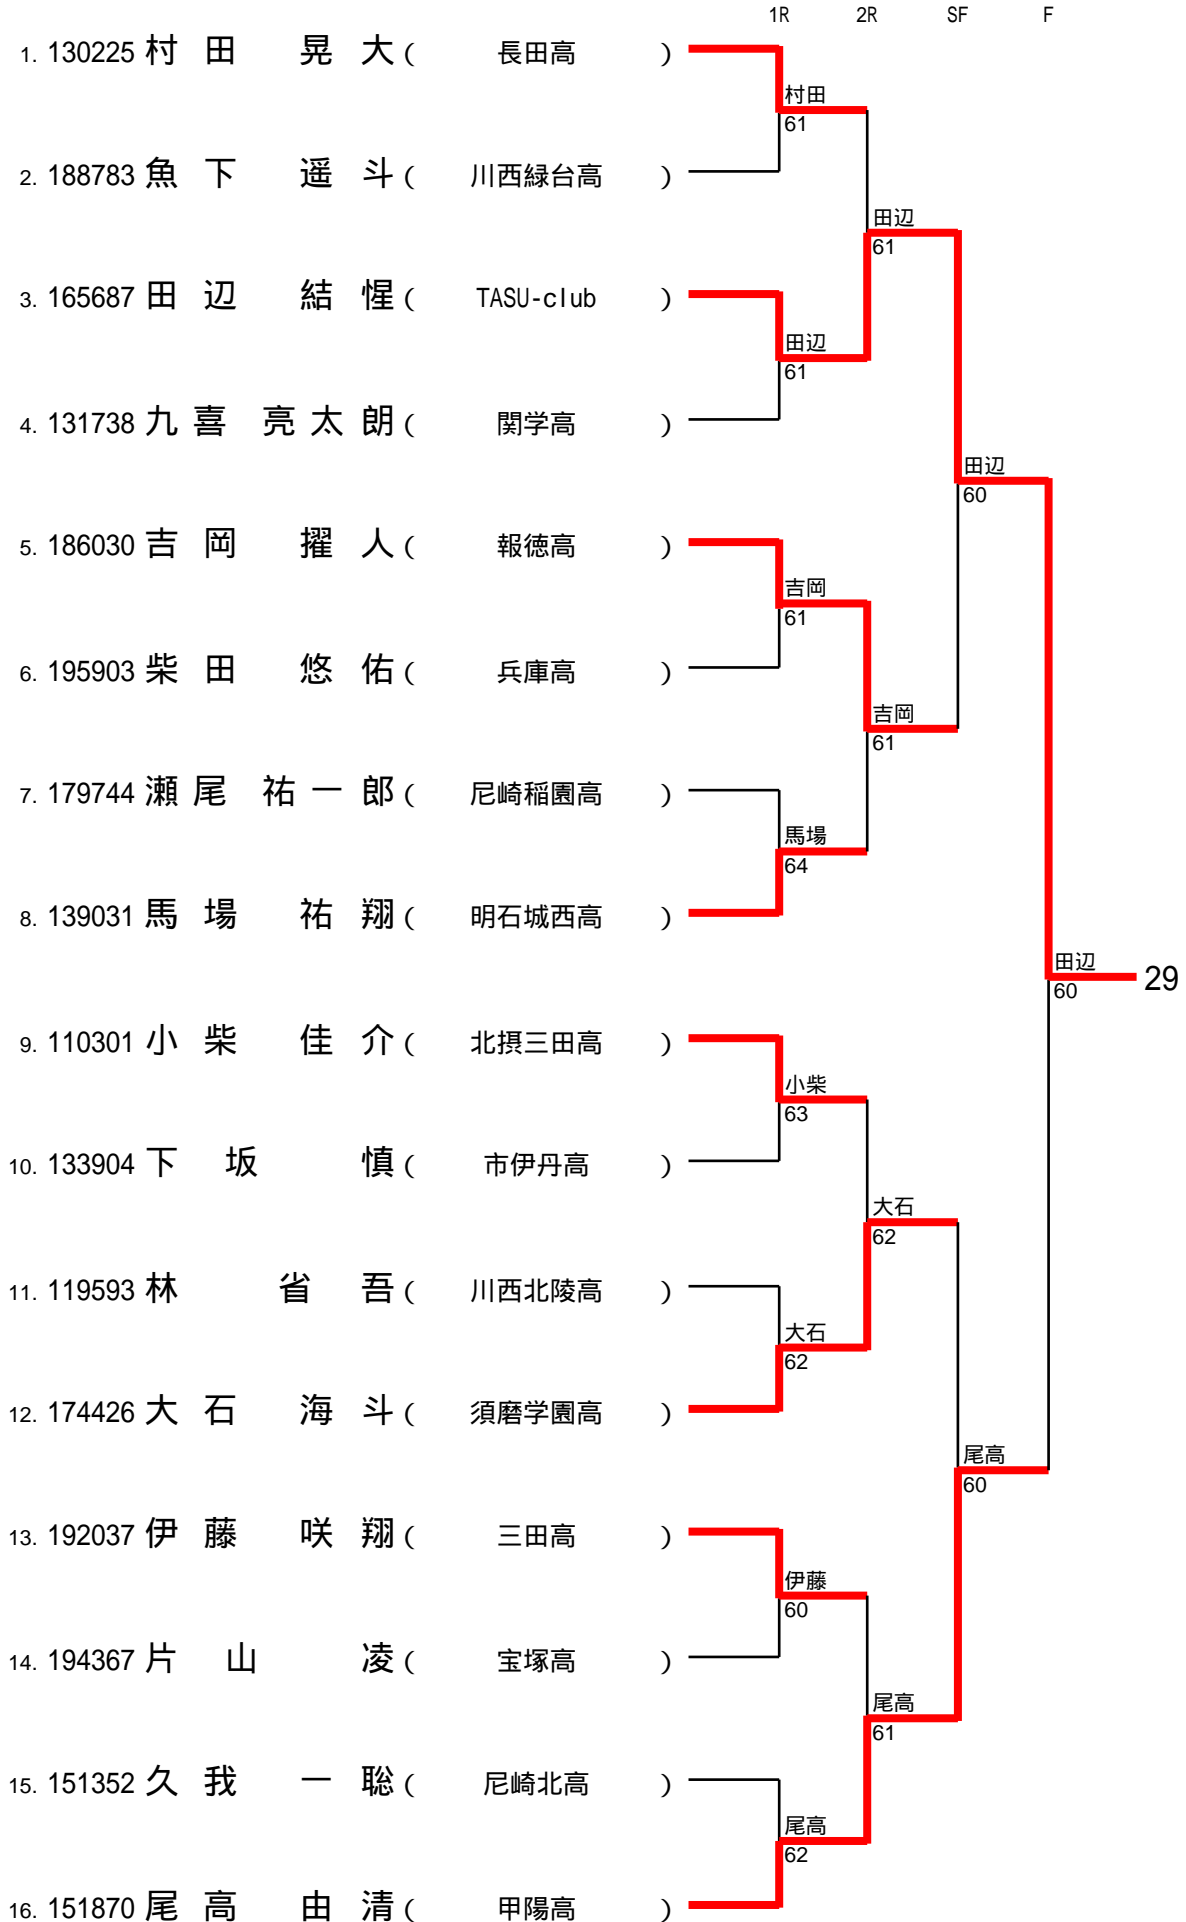 1R 2R SF F
1. 130225 村田 晃大 ( 長田高 )
村田
61
2. 188783 魚下 遥斗 ( 川西緑台高 )
田辺
61
3. 165687 田辺 結惺 ( TASU-club )
田辺
61
4. 131738 九喜 亮太朗 ( 関学高 )
田辺
60
5. 186030 吉岡 擢人 ( 報徳高 )
吉岡
61
6. 195903 柴田 悠佑 ( 兵庫高 )
吉岡
61
7. 179744 瀬尾 祐一郎 ( 尼崎稲園高 )
馬場
64
8. 139031 馬場 祐翔 ( 明石城西高 )
田辺
60
29
9. 110301 小柴 佳介 ( 北摂三田高 )
小柴
63
10. 133904 下坂 慎 ( 市伊丹高 )
大石
62
11. 119593 林 省吾 ( 川西北陵高 )
大石
62
12. 174426 大石 海斗 ( 須磨学園高 )
尾高
60
13. 192037 伊藤 咲翔 ( 三田高 )
伊藤
60
14. 194367 片山 凌 ( 宝塚高 )
尾高
61
15. 151352 久我 一聡 ( 尼崎北高 )
尾高
62
16. 151870 尾高 由清 ( 甲陽高 )